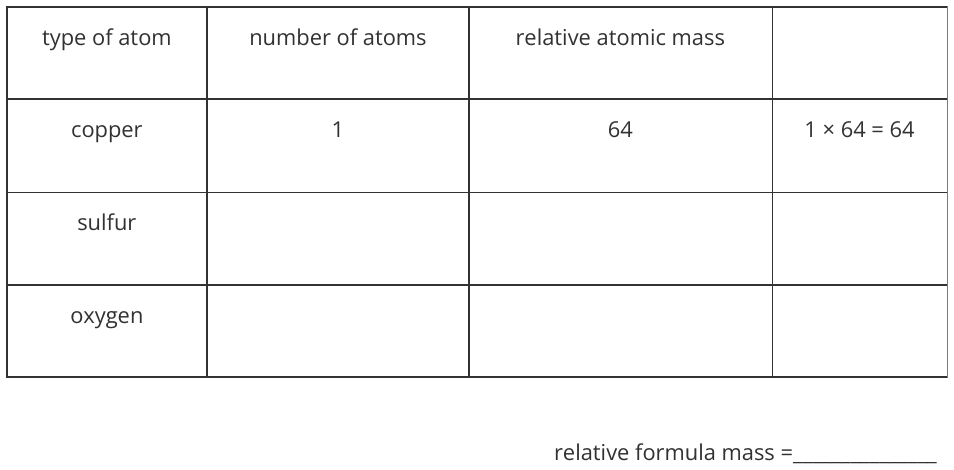 type of atom number of atoms relative atomic mass
copper 1 64 1 × 64 = 64
sulfur
oxygen
relative formula mass =_____________